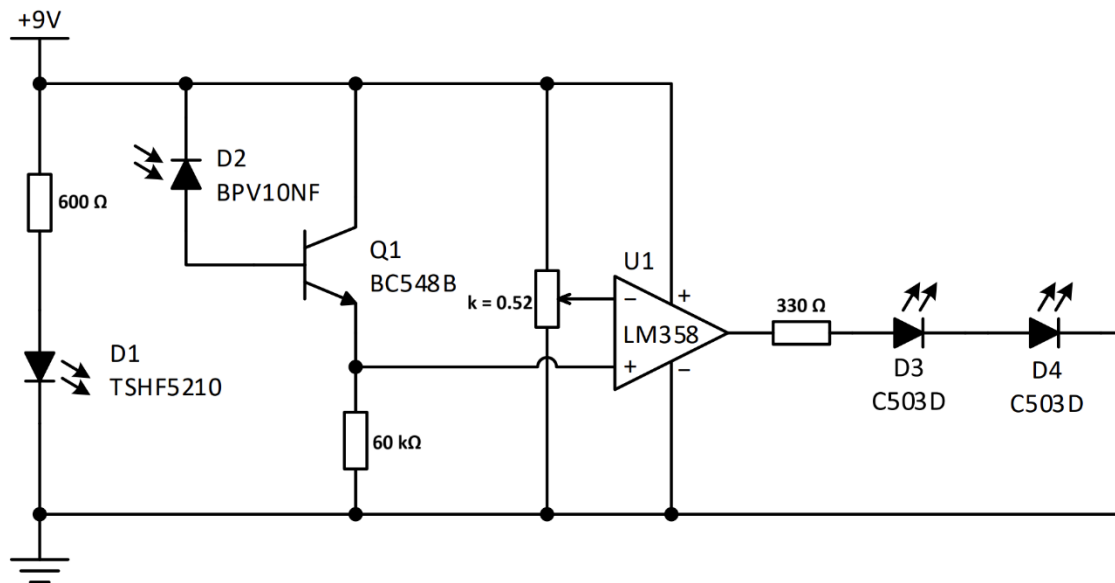 +9V
D2
BPV10NF
600 Ω
Q1
BC548B
U1
k = 0.52
−
+
330 Ω
LM358
D1
TSHF5210
+
−
D3
C503D
D4
C503D
60 kΩ